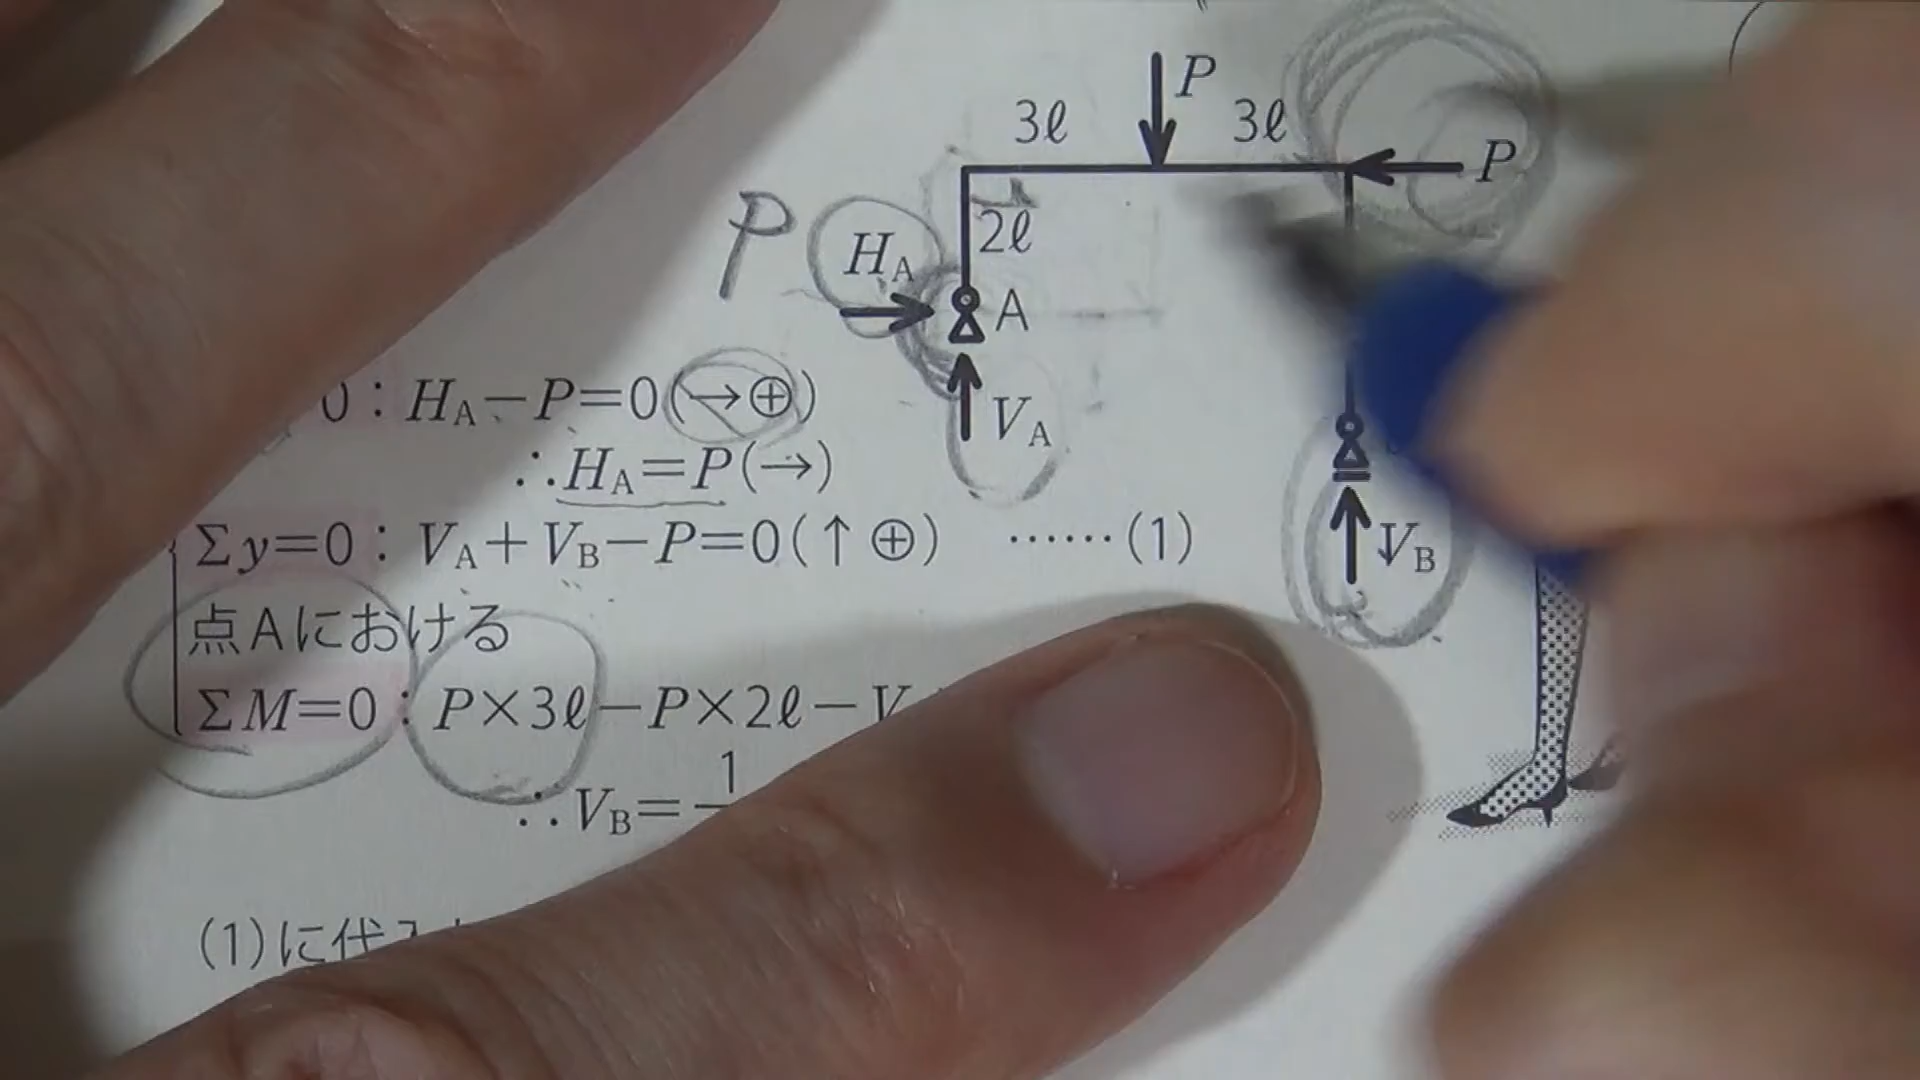 P
3ℓ 3ℓ
P
P H_A 2ℓ
A
V_A
0：H_A−P=0(→⊕)
∴H_A=P(→)
Σy=0：V_A+V_B−P=0(↑⊕) ……(1)
V_B
点Aにおける
ΣM=0：P×3ℓ−P×2ℓ−V
∴V_B=1
(1)に代